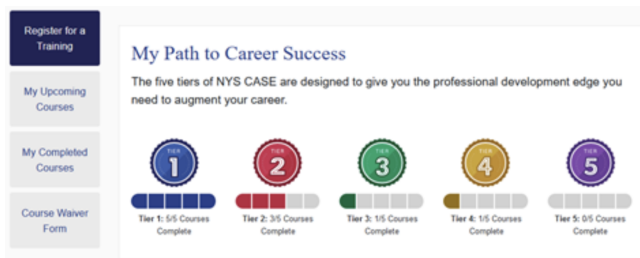 Register for a
Training
My Upcoming
Courses
My Completed
Courses
Course Waiver
Form
My Path to Career Success
The five tiers of NYS CASE are designed to give you the professional development edge you
need to augment your career.
TIER
1
TIER
2
TIER
3
TIER
4
TIER
5
Tier 1: 5/5 Courses
Complete
Tier 2: 3/5 Courses
Complete
Tier 3: 1/5 Courses
Complete
Tier 4: 1/5 Courses
Complete
Tier 5: 0/5 Courses
Complete